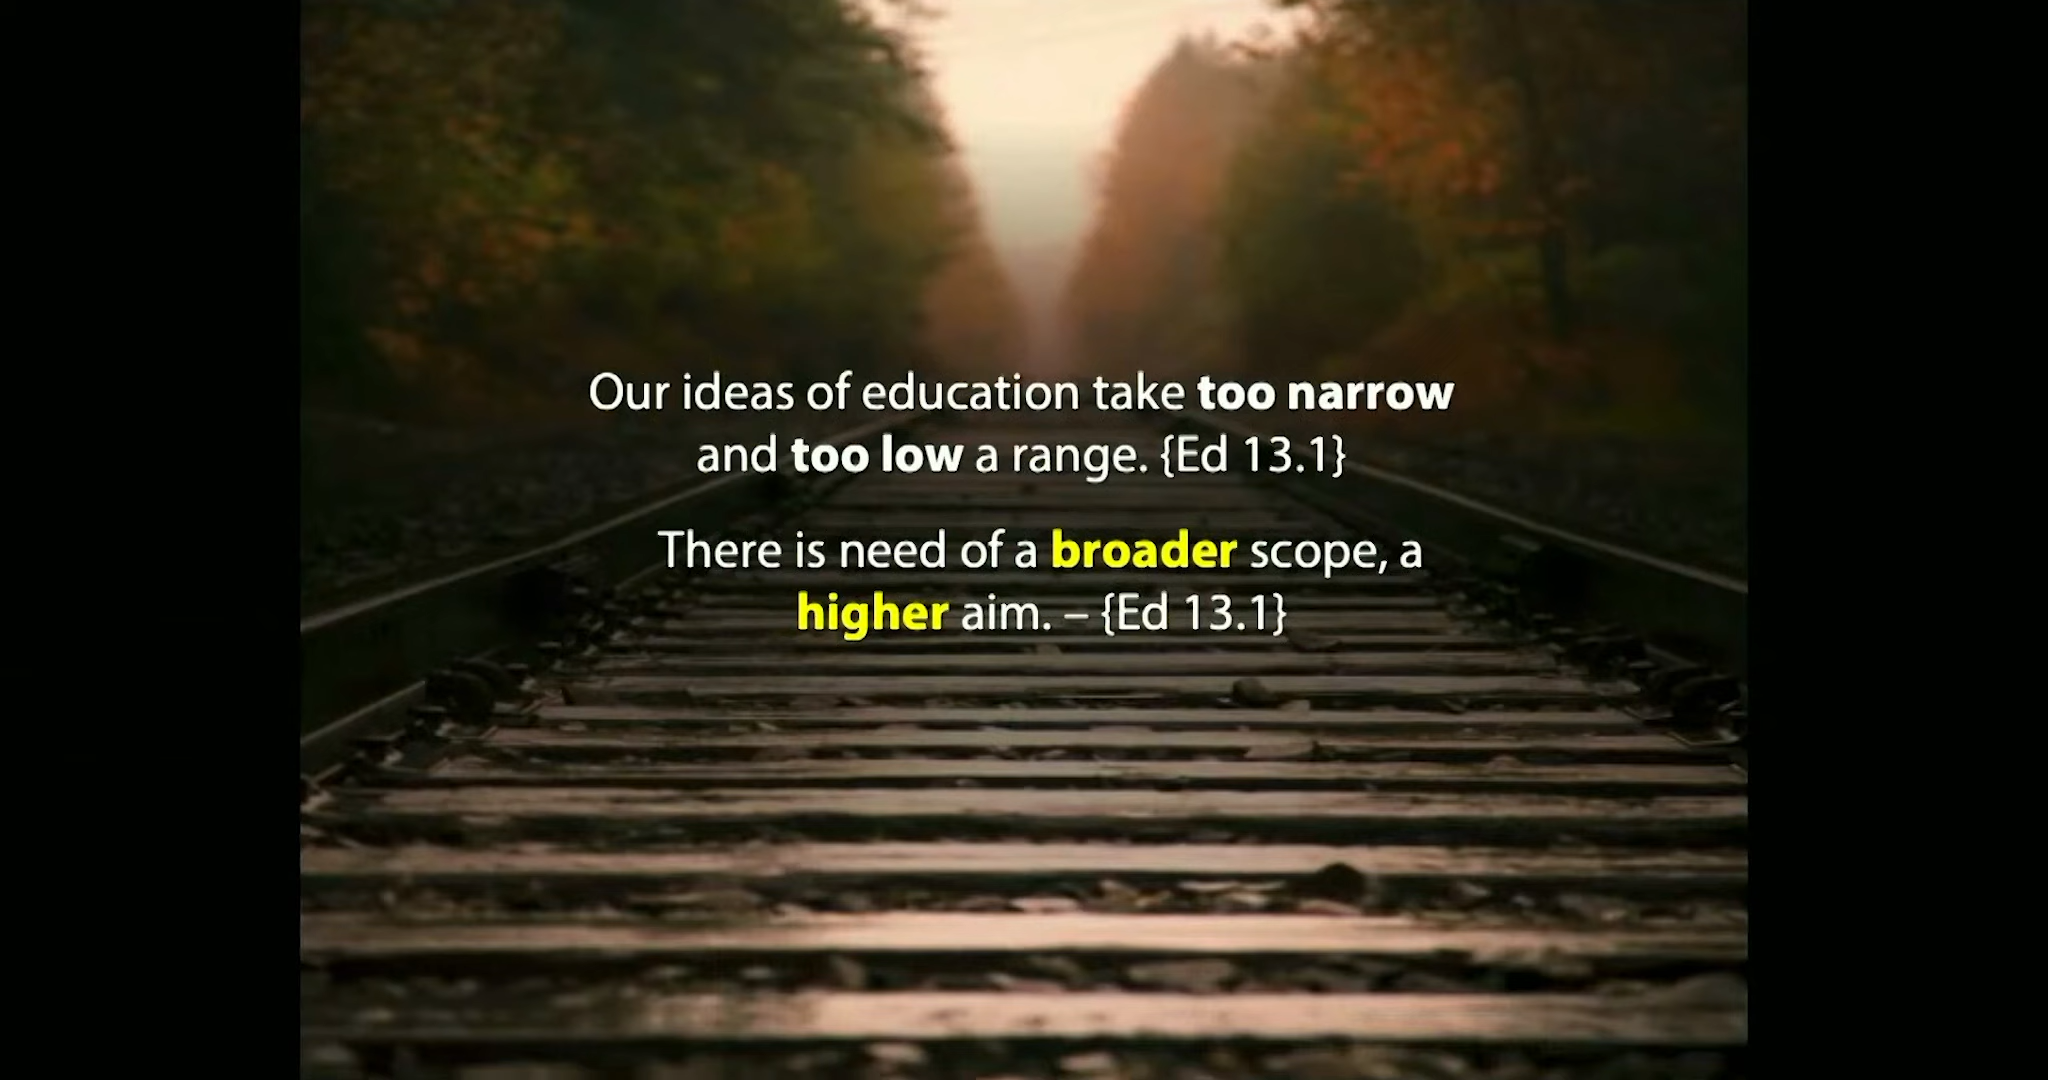 Our ideas of education take too narrow
and too low a range. {Ed 13.1}
There is need of a broader scope, a
higher aim. – {Ed 13.1}